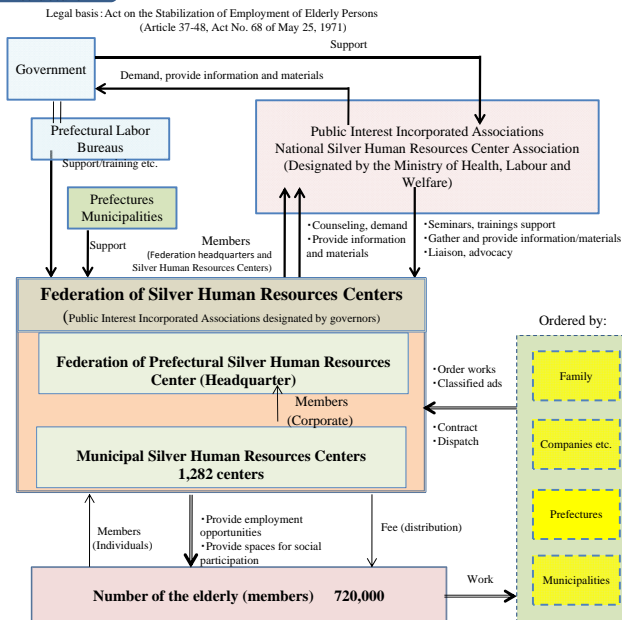 Legal basis：Act on the Stabilization of Employment of Elderly Persons
(Article 37-48, Act No. 68 of May 25, 1971)
Support
Government
Demand, provide information and materials
Prefectural Labor
Bureaus
Support/training etc.
Public Interest Incorporated Associations
National Silver Human Resources Center Association
(Designated by the Ministry of Health, Labour and
Welfare)
Prefectures
Municipalities
Support
Members
(Federation headquarters and
Silver Human Resources Centers)
・Counseling, demand
・Provide information
and materials
・Seminars, trainings support
・Gather and provide information/materials
・Liaison, advocacy
Federation of Silver Human Resources Centers
(Public Interest Incorporated Associations designated by governors)
Federation of Prefectural Silver Human Resources
Center (Headquarter)
Members
(Corporate)
Municipal Silver Human Resources Centers
1,282 centers
Ordered by:
・Order works
・Classified ads
・Contract
・Dispatch
Family
Companies etc.
Prefectures
Municipalities
Members
(Individuals)
・Provide employment
opportunities
・Provide spaces for social
participation
Fee (distribution)
Work
Number of the elderly (members) 720,000